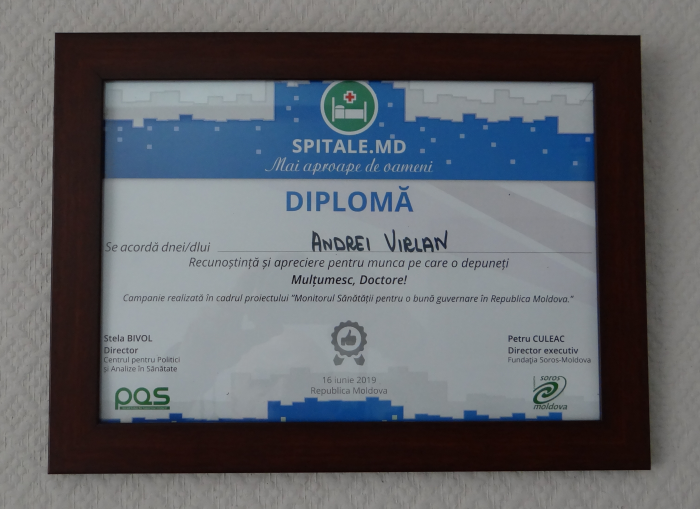 SPITALE.MD
Mai aproape de oameni
DIPLOMĂ
Se acordă dnei/dlui ANDREI VIRLAN
Recunoștință și apreciere pentru munca pe care o depuneți
Mulțumesc, Doctore!
Campanie realizată în cadrul proiectului "Monitorul Sănătății pentru o bună guvernare în Republica Moldova."
Stela BIVOL
Director
Centrul pentru Politici
și Analize în Sănătate
Petru CULEAC
Director executiv
Fundația Soros-Moldova
16 iunie 2019
Republica Moldova
pas
soros
moldova